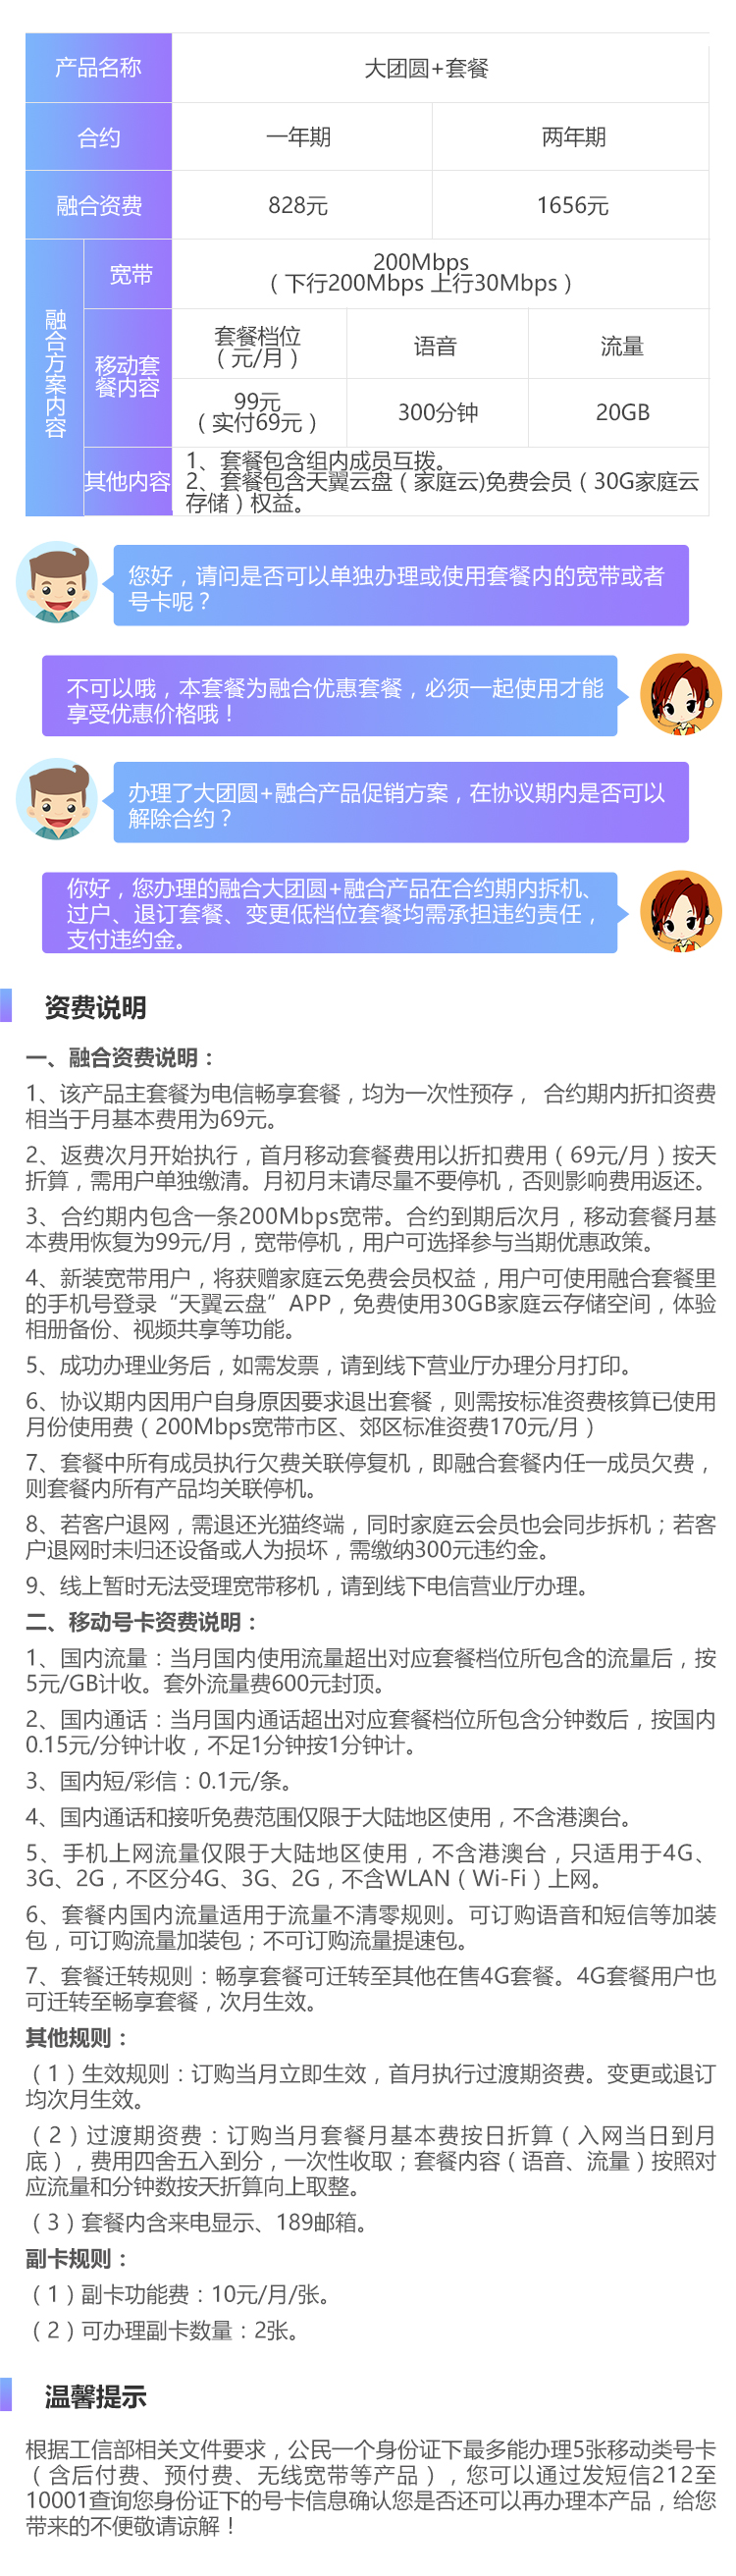 产品名称
大团圆+套餐
合约
一年期
两年期
融合资费
828元
1656元
融合方案内容
宽带
200Mbps
（下行200Mbps 上行30Mbps）
移动套
餐内容
套餐档位
（元/月）
语音
流量
99元
（实付69元）
300分钟
20GB
其他内容
1、套餐包含组内成员互拨。
2、套餐包含天翼云盘（家庭云)免费会员（30G家庭云
存储）权益。
您好，请问是否可以单独办理或使用套餐内的宽带或者
号卡呢？
不可以哦，本套餐为融合优惠套餐，必须一起使用才能
享受优惠价格哦！
办理了大团圆+融合产品促销方案，在协议期内是否可以
解除合约？
你好，您办理的融合大团圆+融合产品在合约期内拆机、
过户、退订套餐、变更低档位套餐均需承担违约责任，
支付违约金。
资费说明
一、融合资费说明：
1、该产品主套餐为电信畅享套餐，均为一次性预存， 合约期内折扣资费
相当于月基本费用为69元。
2、返费次月开始执行，首月移动套餐费用以折扣费用（69元/月）按天
折算，需用户单独缴清。月初月末请尽量不要停机，否则影响费用返还。
3、合约期内包含一条200Mbps宽带。合约到期后次月，移动套餐月基
本费用恢复为99元/月，宽带停机，用户可选择参与当期优惠政策。
4、新装宽带用户，将获赠家庭云免费会员权益，用户可使用融合套餐里
的手机号登录“天翼云盘”APP，免费使用30GB家庭云存储空间，体验
相册备份、视频共享等功能。
5、成功办理业务后，如需发票，请到线下营业厅办理分月打印。
6、协议期内因用户自身原因要求退出套餐，则需按标准资费核算已使用
月份使用费（200Mbps宽带市区、郊区标准资费170元/月）
7、套餐中所有成员执行欠费关联停复机，即融合套餐内任一成员欠费，
则套餐内所有产品均关联停机。
8、若客户退网，需退还光猫终端，同时家庭云会员也会同步拆机；若客
户退网时未归还设备或人为损坏，需缴纳300元违约金。
9、线上暂时无法受理宽带移机，请到线下电信营业厅办理。
二、移动号卡资费说明：
1、国内流量：当月国内使用流量超出对应套餐档位所包含的流量后，按
5元/GB计收。套外流量费600元封顶。
2、国内通话：当月国内通话超出对应套餐档位所包含分钟数后，按国内
0.15元/分钟计收，不足1分钟按1分钟计。
3、国内短/彩信：0.1元/条。
4、国内通话和接听免费范围仅限于大陆地区使用，不含港澳台。
5、手机上网流量仅限于大陆地区使用，不含港澳台，只适用于4G、
3G、2G，不区分4G、3G、2G，不含WLAN（Wi-Fi）上网。
6、套餐内国内流量适用于流量不清零规则。可订购语音和短信等加装
包，可订购流量加装包；不可订购流量提速包。
7、套餐迁转规则：畅享套餐可迁转至其他在售4G套餐。4G套餐用户也
可迁转至畅享套餐，次月生效。
其他规则：
（1）生效规则：订购当月立即生效，首月执行过渡期资费。变更或退订
均次月生效。
（2）过渡期资费：订购当月套餐月基本费按日折算（入网当日到月
底），费用四舍五入到分，一次性收取；套餐内容（语音、流量）按照对
应流量和分钟数按天折算向上取整。
（3）套餐内含来电显示、189邮箱。
副卡规则：
（1）副卡功能费：10元/月/张。
（2）可办理副卡数量：2张。
温馨提示
根据工信部相关文件要求，公民一个身份证下最多能办理5张移动类号卡
（含后付费、预付费、无线宽带等产品），您可以通过发短信212至
10001查询您身份证下的号卡信息确认您是否还可以再办理本产品，给您
带来的不便敬请谅解！